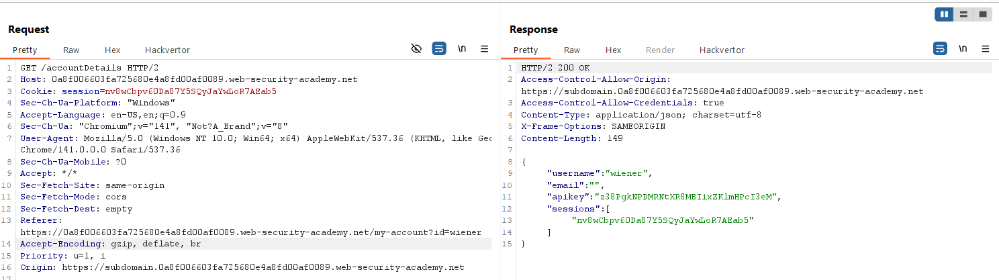 Request
Pretty Raw Hex Hackvertor \n
1 GET /accountDetails HTTP/2
2 Host: 0a8f006603fa725680e4a8fd00af0089.web-security-academy.net
3 Cookie: session=nv8wCbpv6ODa87Y5SQyJaYwLoR7AEab5
4 Sec-Ch-Ua-Platform: "Windows"
5 Accept-Language: en-US,en;q=0.9
6 Sec-Ch-Ua: "Chromium";v="141", "Not?A_Brand";v="8"
7 User-Agent: Mozilla/5.0 (Windows NT 10.0; Win64; x64) AppleWebKit/537.36 (KHTML, like Gec
Chrome/141.0.0.0 Safari/537.36
8 Sec-Ch-Ua-Mobile: ?0
9 Accept: */*
10 Sec-Fetch-Site: same-origin
11 Sec-Fetch-Mode: cors
12 Sec-Fetch-Dest: empty
13 Referer:
https://0a8f006603fa725680e4a8fd00af0089.web-security-academy.net/my-account?id=wiener
14 Accept-Encoding: gzip, deflate, br
15 Priority: u=1, i
16 Origin: https://subdomain.0a8f006603fa725680e4a8fd00af0089.web-security-academy.net
17
Response
Pretty Raw Hex Render Hackvertor \n
1 HTTP/2 200 OK
2 Access-Control-Allow-Origin:
https://subdomain.0a8f006603fa725680e4a8fd00af0089.web-security-academy.net
3 Access-Control-Allow-Credentials: true
4 Content-Type: application/json; charset=utf-8
5 X-Frame-Options: SAMEORIGIN
6 Content-Length: 149
7
8 {
9 "username":"wiener",
10 "email":"",
11 "apikey":"z38PgkNPDMRNtXR8MBIixZKlmHPcI3eM",
12 "sessions":[
13 "nv8wCbpv6ODa87Y5SQyJaYwLoR7AEab5"
14 ]
15 }